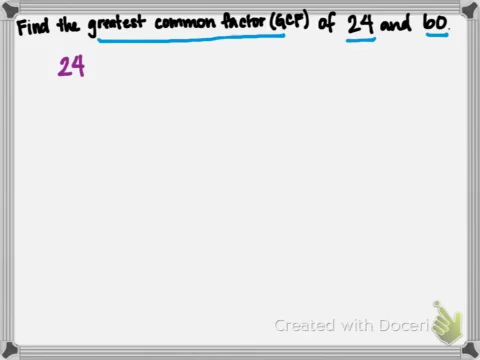 Find the greatest common factor (GCF) of 24 and 60.
24
Created with Doceri